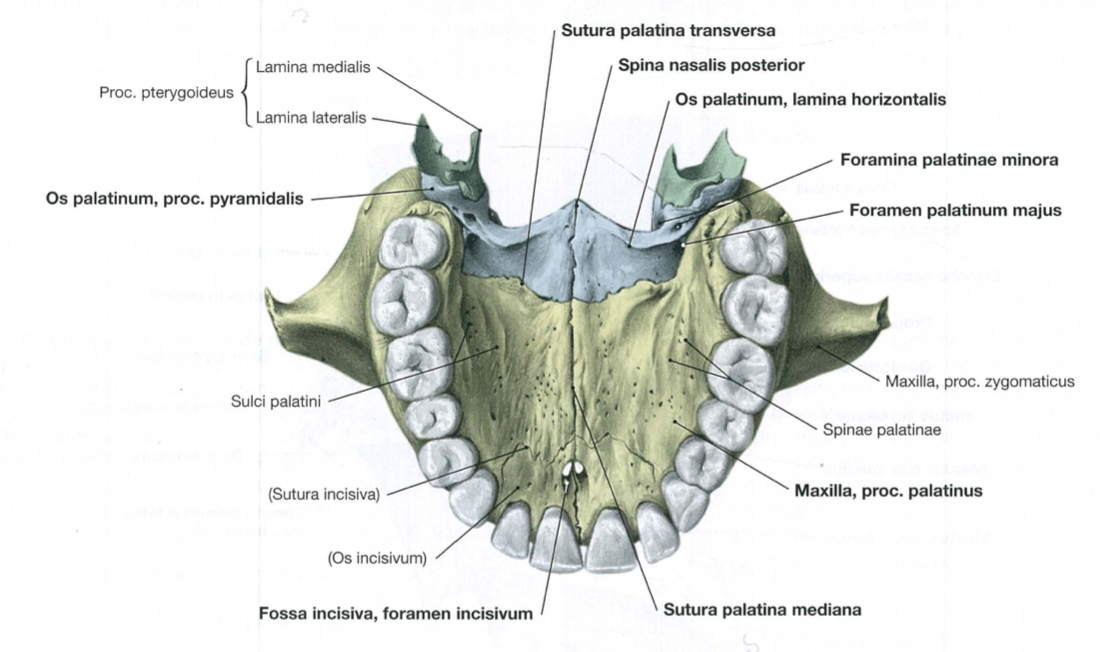 Sutura palatina transversa
Spina nasalis posterior
Lamina medialis
Proc. pterygoideus
Os palatinum, lamina horizontalis
Lamina lateralis
Foramina palatinae minora
Os palatinum, proc. pyramidalis
Foramen palatinum majus
Maxilla, proc. zygomaticus
Sulci palatini
Spinae palatinae
Maxilla, proc. palatinus
(Sutura incisiva)
(Os incisivum)
Fossa incisiva, foramen incisivum
Sutura palatina mediana